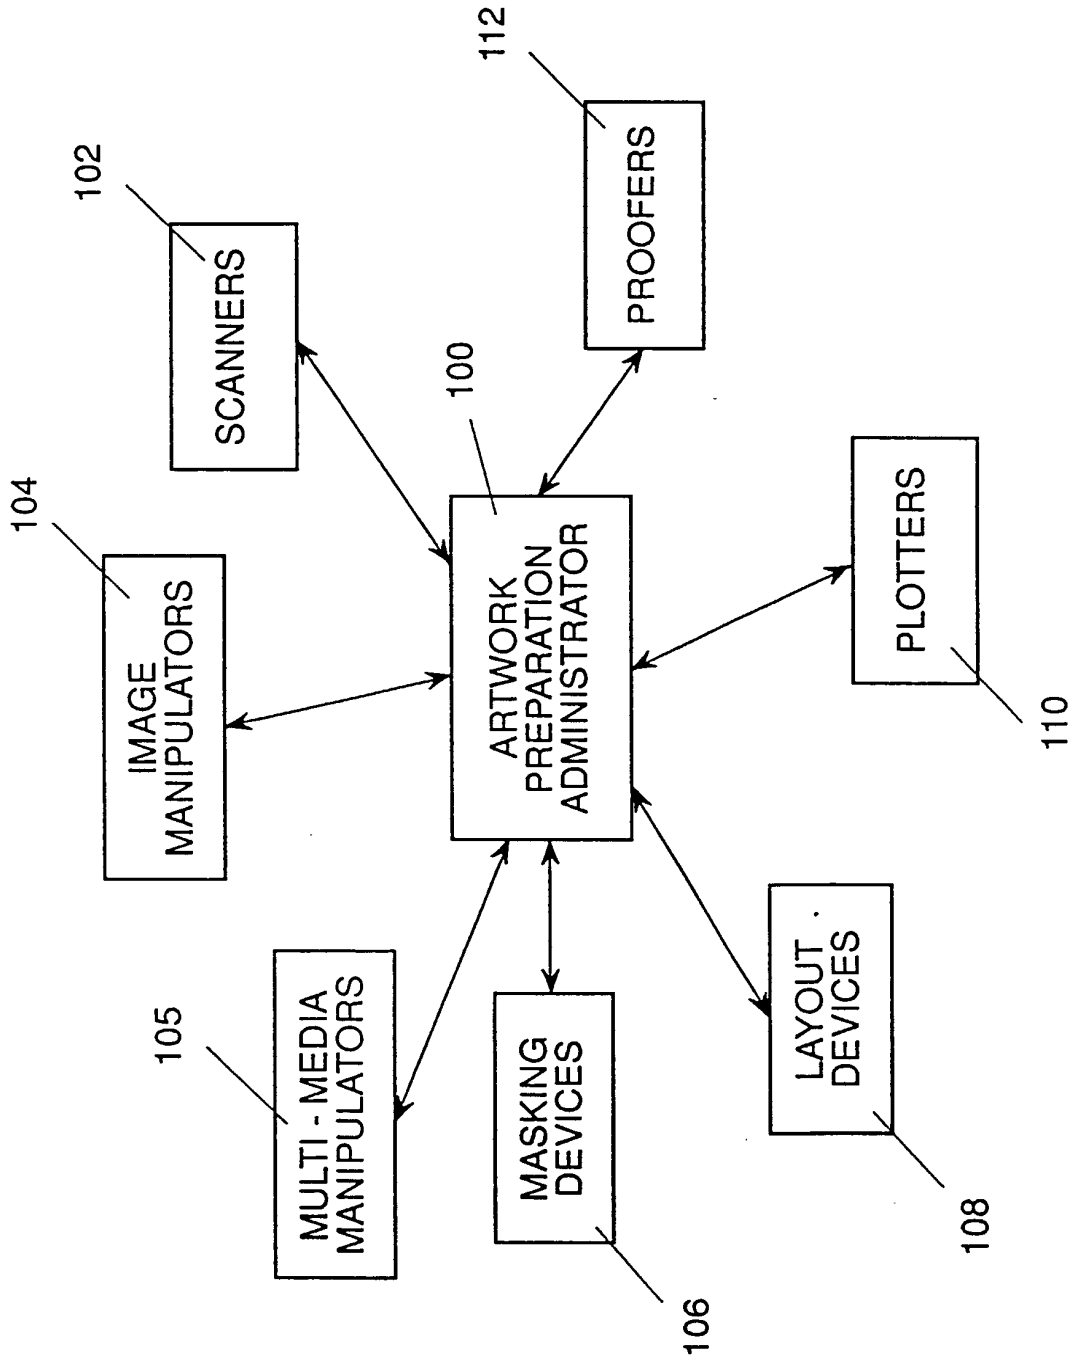 104
102
IMAGE
MANIPULATORS
105
SCANNERS
MULTI - MEDIA
MANIPULATORS
100
112
ARTWORK
PREPARATION
ADMINISTRATOR
MASKING
DEVICES
PROOFERS
106
LAYOUT
DEVICES
PLOTTERS
108
110